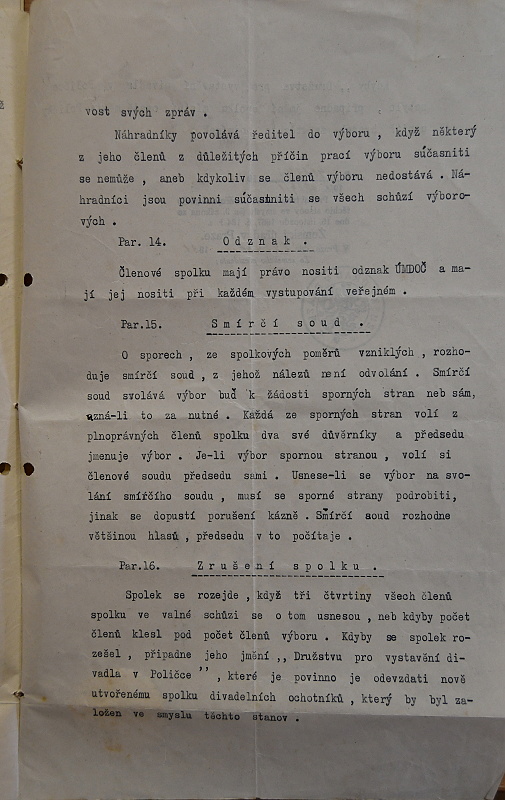 vost svých zpráv .
Náhradníky povolává ředitel do výboru , když některý
z jeho členů z důležitých příčin prací výboru súčasniti
se nemůže , aneb kdykoliv se členů výboru nedostává . Ná-
hradníci jsou povinni súčasniti se všech schůzí výboro-
vých .
Par. 14. Odznak .
Členové spolku mají právo nositi odznak ÚMDOČ a ma-
jí jej nositi při každém vystupování veřejném .
Par.15. Smírčí soud .
O sporech , ze spolkových poměrů vzniklých , rozho-
duje smírčí soud , z jehož nálezů není odvolání . Smírčí
soud svolává výbor buď k žádosti sporných stran neb sám,
uzná-li to za nutné . Každá ze sporných stran volí z
plnoprávných členů spolku dva své důvěrníky a předsedu
jmenuje výbor . Je-li výbor spornou stranou , volí si
členové soudu předsedu sami . Usnese-li se výbor na svo-
lání smířčího soudu , musí se sporné strany podrobiti,
jinak se dopustí porušení kázně . Smírčí soud rozhodne
většinou hlasů , předsedu v to počítaje .
Par.16. Zrušení spolku .
Spolek se rozejde , když tři čtvrtiny všech členů
spolku ve valné schůzi se o tom usnesou , neb kdyby počet
členů klesl pod počet členů výboru . Kdyby se spolek ro-
zešel , připadne jeho jmění ,, Družstvu pro vystavění di-
vadla v Poličce '' , které je povinno je odevzdati nově
utvořenému spolku divadelních ochotníků , který by byl za-
ložen ve smyslu těchto stanov .